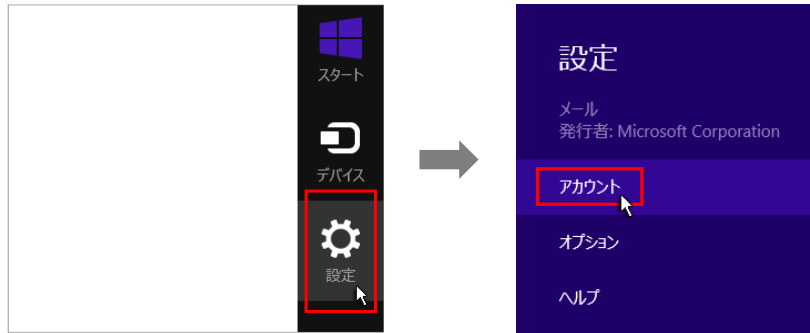 スタート
デバイス
設定
設定
メール
発行者: Microsoft Corporation
アカウント
オプション
ヘルプ